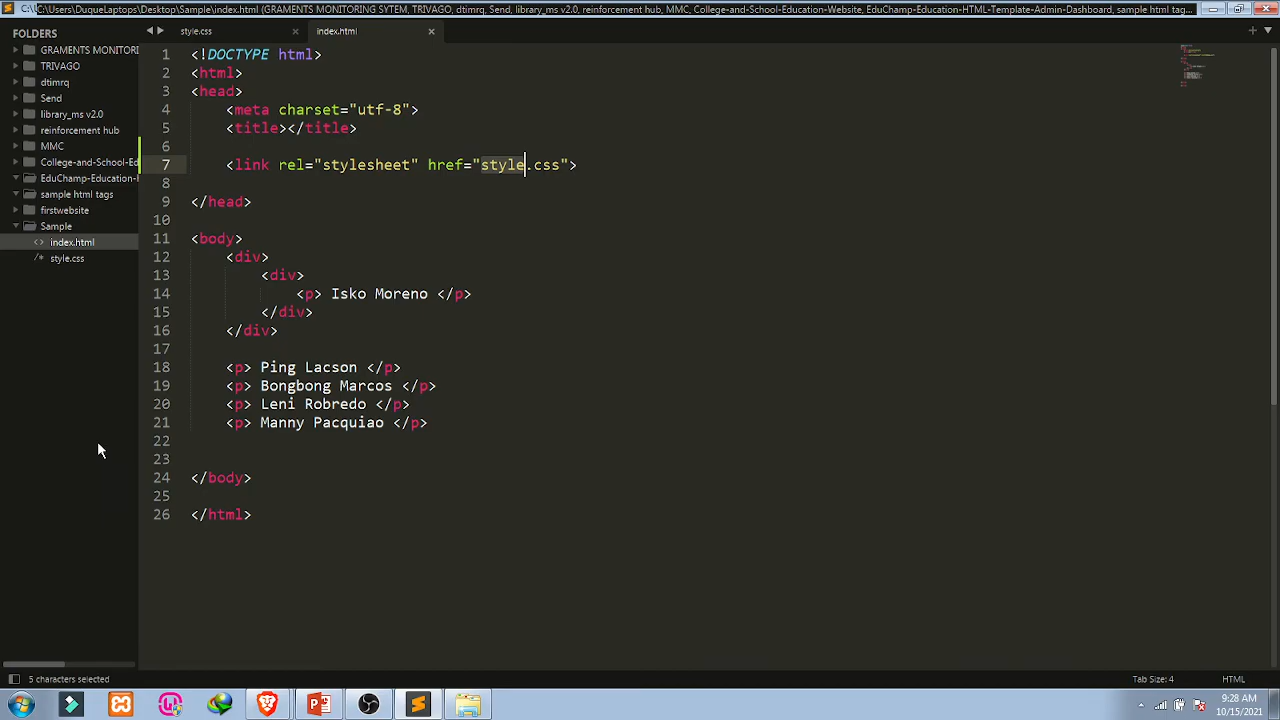 C:\Users\DuqueLaptops\Desktop\Sample\index.html (GRAMENTS MONITORING SYTEM, TRIVAGO, dtimrq, Send, library_ms v2.0, reinforcement hub, MMC, College-and-School-Education-Website, EduChamp-Education-HTML-Template-Admin-Dashboard, sample html tag...
FOLDERS
GRAMENTS MONITORI
TRIVAGO
dtimrq
Send
library_ms v2.0
reinforcement hub
MMC
College-and-School-Ed
EduChamp-Education-
sample html tags
firstwebsite
Sample
index.html
style.css
style.css
index.html
1 <!DOCTYPE html>
2 <html>
3 <head>
4 <meta charset="utf-8">
5 <title></title>
6
7 <link rel="stylesheet" href="style.css">
8
9 </head>
10
11 <body>
12 <div>
13 <div>
14 <p> Isko Moreno </p>
15 </div>
16 </div>
17
18 <p> Ping Lacson </p>
19 <p> Bongbong Marcos </p>
20 <p> Leni Robredo </p>
21 <p> Manny Pacquiao </p>
22
23
24 </body>
25
26 </html>
5 characters selected
Tab Size: 4
HTML
9:28 AM
10/15/2021